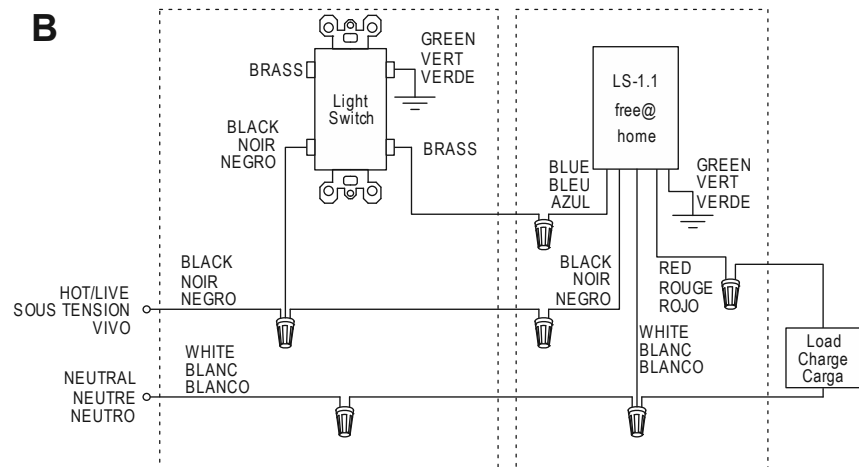 B
GREEN
VERT
VERDE
BRASS
Light
Switch
BLACK
NOIR
NEGRO
BRASS
LS-1.1
free@
home
BLUE
BLEU
AZUL
GREEN
VERT
VERDE
BLACK
NOIR
NEGRO
HOT/LIVE
SOUS TENSION
VIVO
BLACK
NOIR
NEGRO
RED
ROUGE
ROJO
WHITE
BLANC
BLANCO
Load
Charge
Carga
NEUTRAL
NEUTRE
NEUTRO
WHITE
BLANC
BLANCO